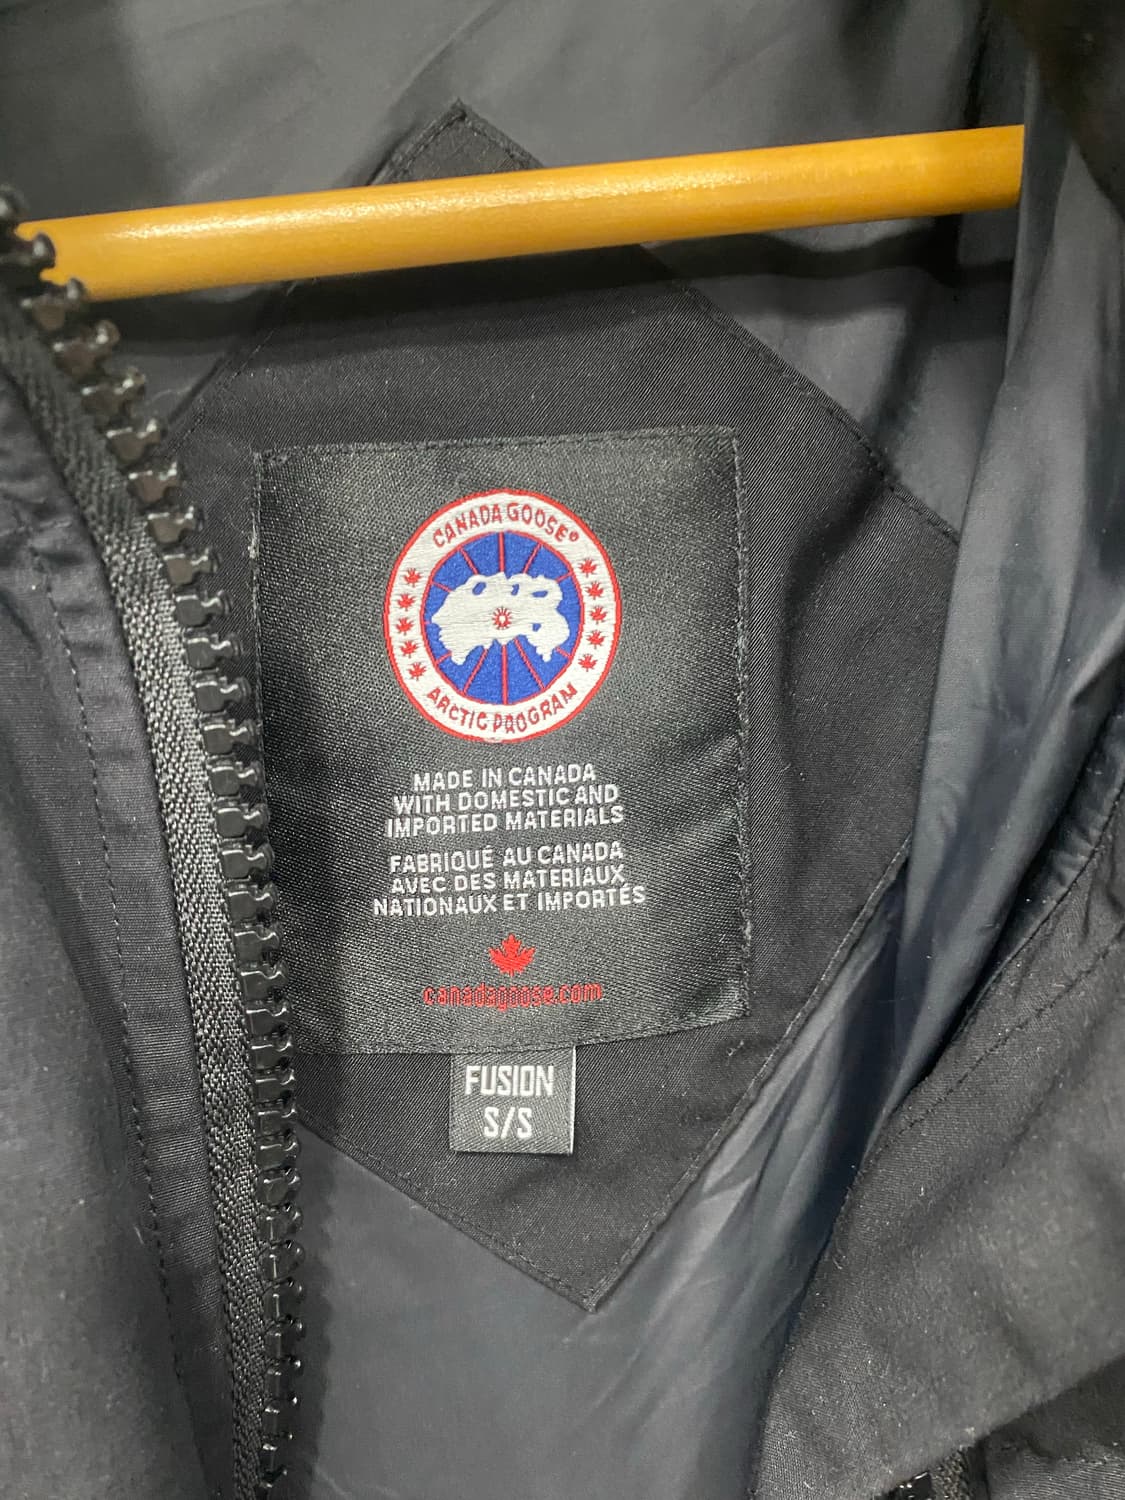 CANADA GOOSE®
ARCTIC PROGRAM
MADE IN CANADA
WITH DOMESTIC AND
IMPORTED MATERIALS
FABRIQUÉ AU CANADA
AVEC DES MATERIAUX
NATIONAUX ET IMPORTÉS
canadagoose.com
FUSION
S/S